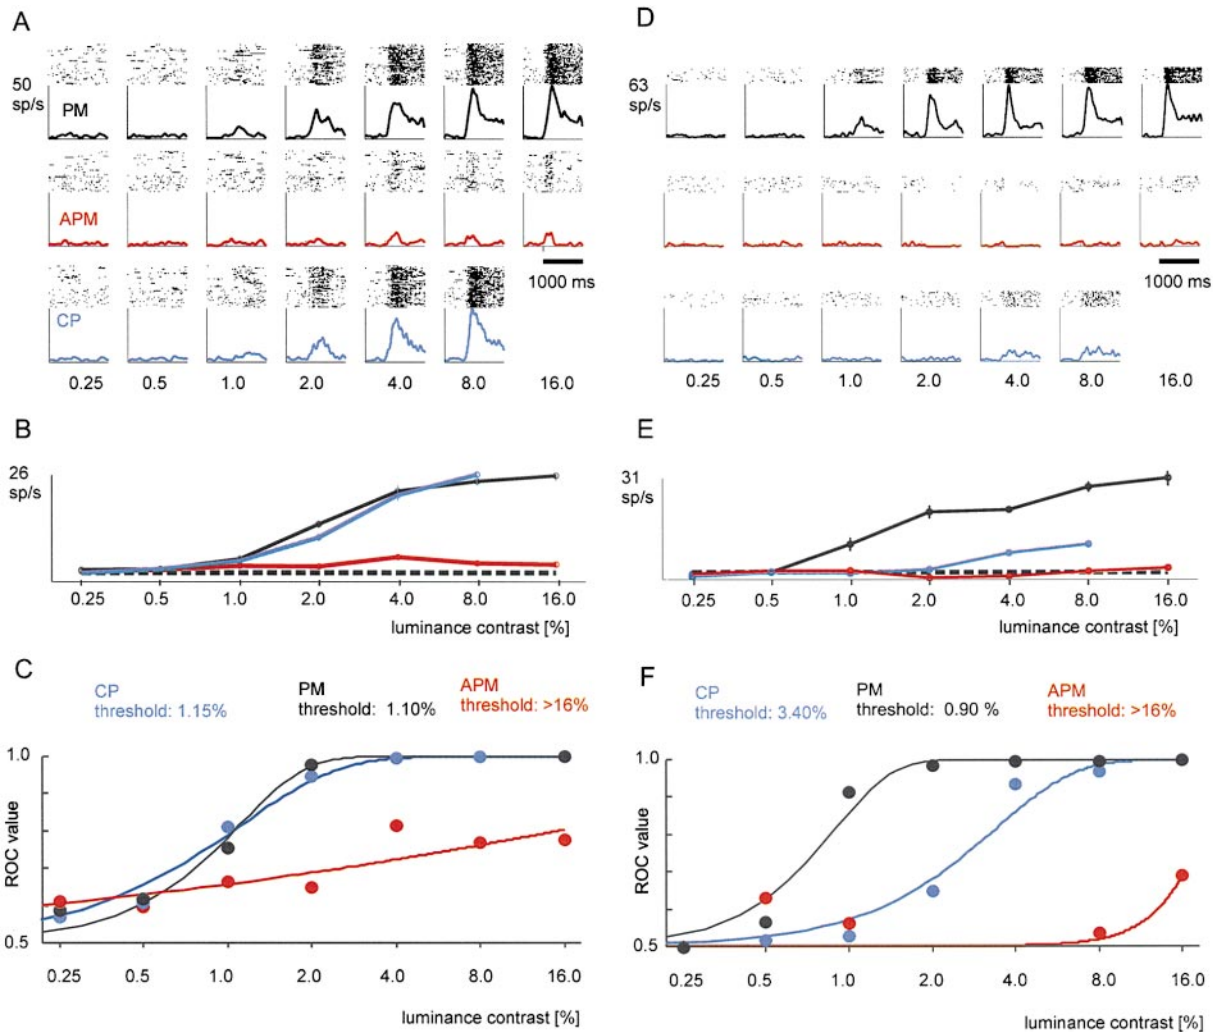 A
50
sp/s
PM
APM
1000 ms
CP
0.25 0.5 1.0 2.0 4.0 8.0 16.0
B
26
sp/s
0.25 0.5 1.0 2.0 4.0 8.0 16.0
luminance contrast [%]
C
CP
threshold: 1.15%
PM
threshold: 1.10%
APM
threshold: >16%
1.0
ROC value
0.5
0.25 0.5 1.0 2.0 4.0 8.0 16.0
luminance contrast [%]
D
63
sp/s
1000 ms
0.25 0.5 1.0 2.0 4.0 8.0 16.0
E
31
sp/s
0.25 0.5 1.0 2.0 4.0 8.0 16.0
luminance contrast [%]
F
CP
threshold: 3.40%
PM
threshold: 0.90 %
APM
threshold: >16%
1.0
ROC value
0.5
0.25 0.5 1.0 2.0 4.0 8.0 16.0
luminance contrast [%]